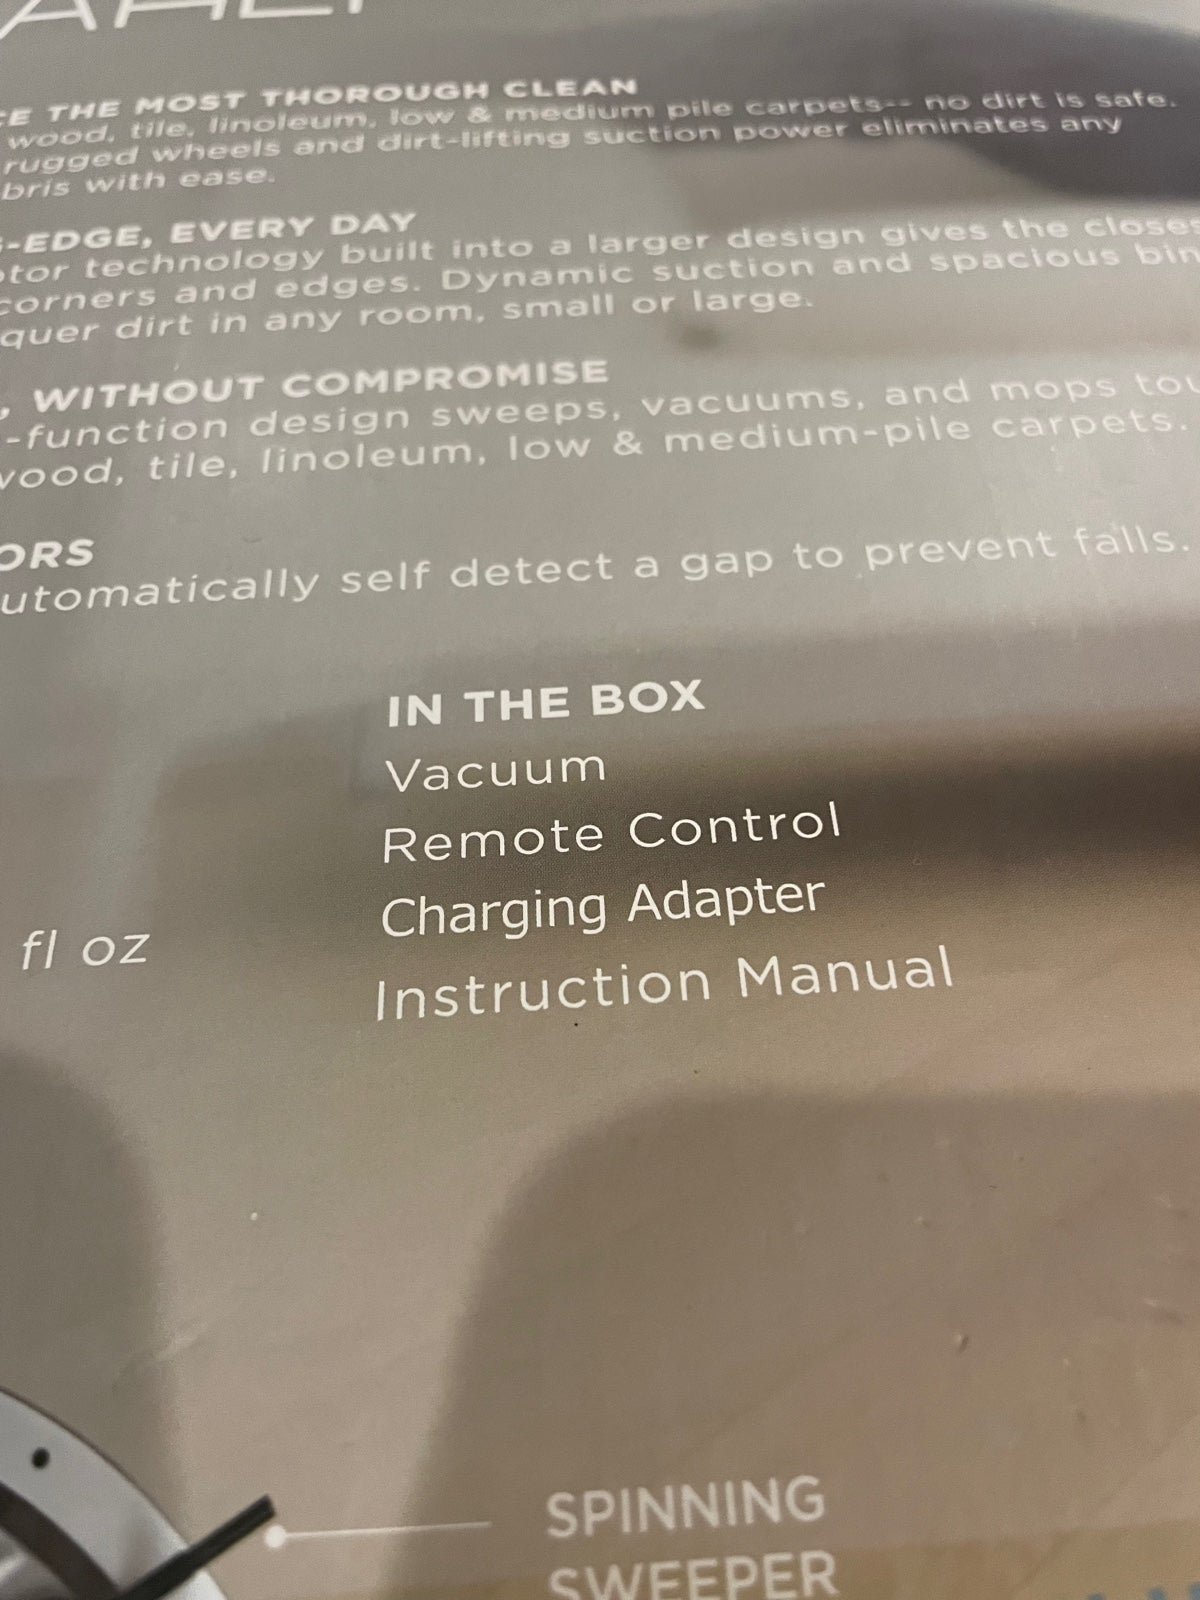 THE MOST THOROUGH CLEAN
wood, tile, linoleum, low & medium pile carpets-- no dirt is safe.
rugged wheels and dirt-lifting suction power eliminates any
bris with ease.
-EDGE, EVERY DAY
tor technology built into a larger design gives the closes
corners and edges. Dynamic suction and spacious bin
quer dirt in any room, small or large.
, WITHOUT COMPROMISE
-function design sweeps, vacuums, and mops tou
wood, tile, linoleum, low & medium-pile carpets.
ORS
utomatically self detect a gap to prevent falls.
IN THE BOX
Vacuum
Remote Control
Charging Adapter
Instruction Manual
fl oz
SPINNING
SWEEPER